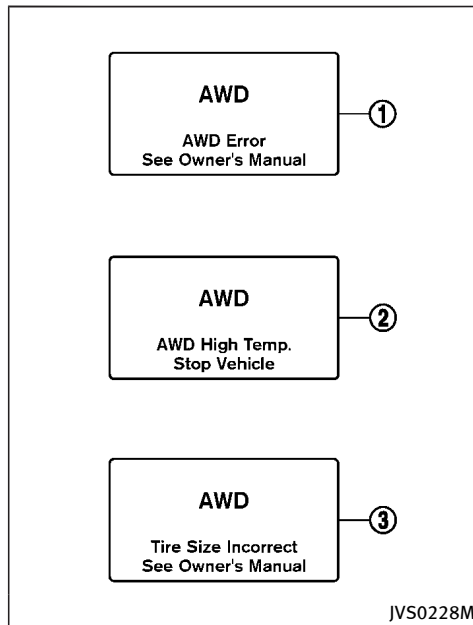 AWD
AWD Error
See Owner's Manual
①
AWD
AWD High Temp.
Stop Vehicle
②
AWD
Tire Size Incorrect
See Owner's Manual
③
JVS0228M